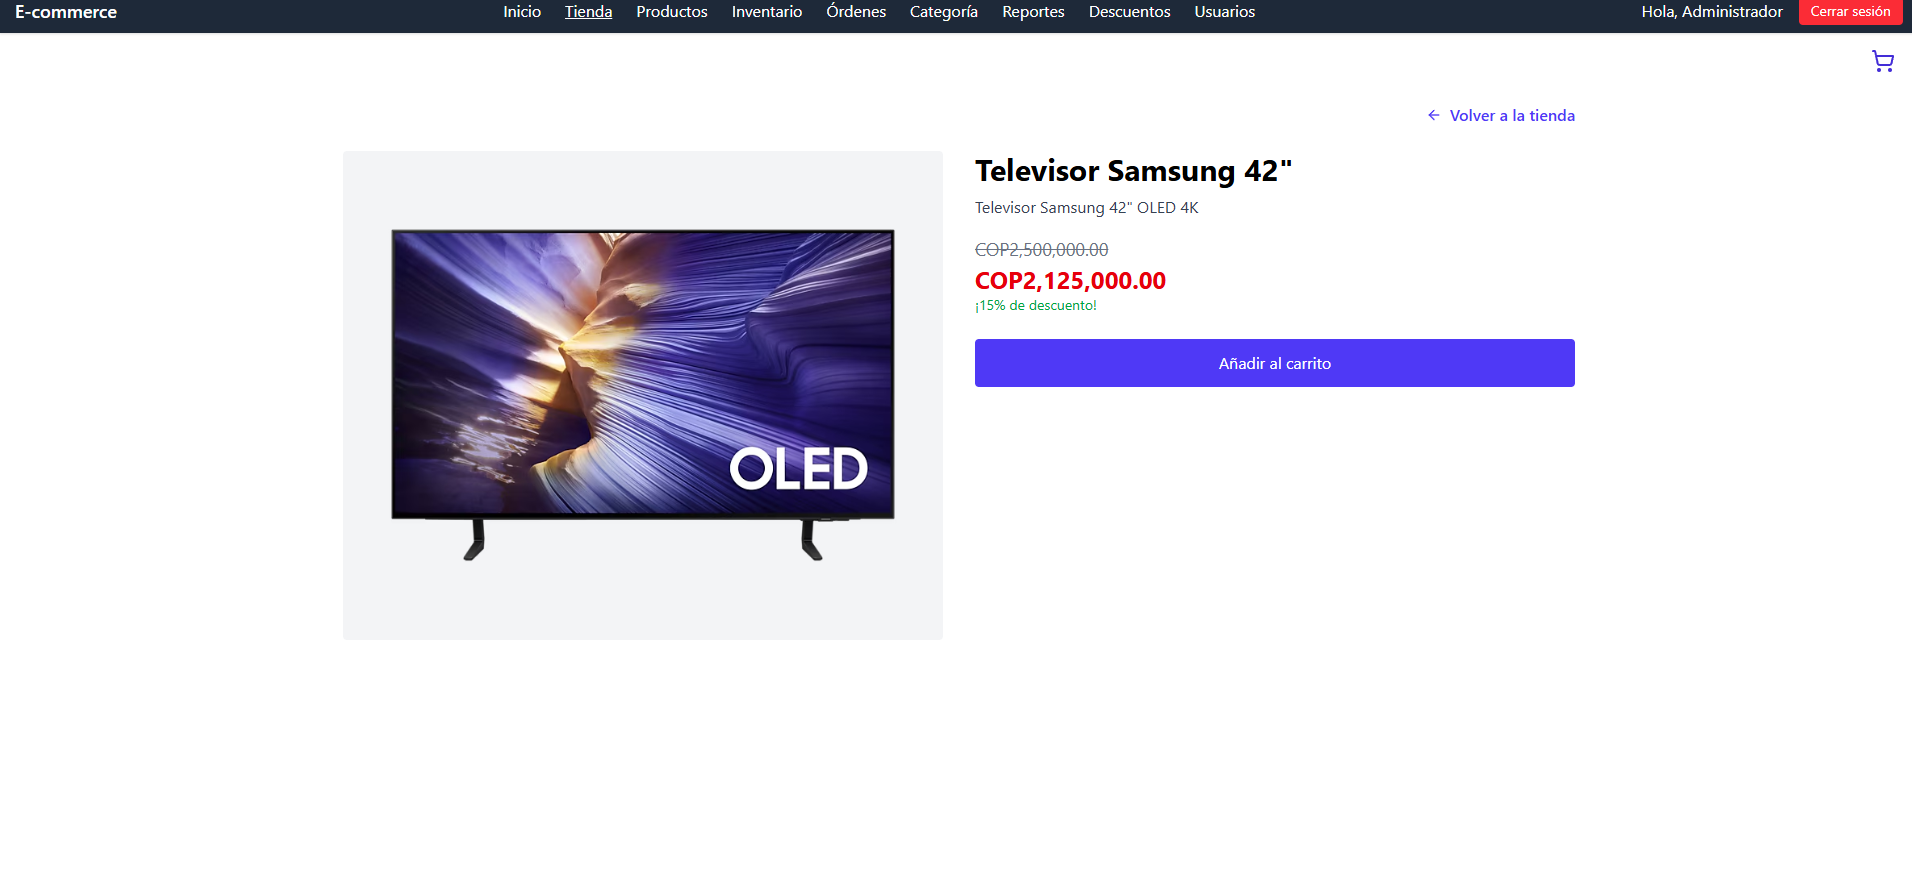 E-commerce Inicio Tienda Productos Inventario Órdenes Categoría Reportes Descuentos Usuarios Hola, Administrador Cerrar sesión
Volver a la tienda
Televisor Samsung 42"
Televisor Samsung 42" OLED 4K
COP2,500,000.00
COP2,125,000.00
¡15% de descuento!
Añadir al carrito
OLED